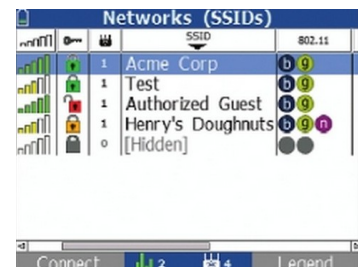 Networks (SSIDs)
SSID 802.11
1 Acme Corp b g
1 Test b g
1 Authorized Guest b g
1 Henry's Doughnuts b g n
0 [Hidden]
Connect 2 4 Legend